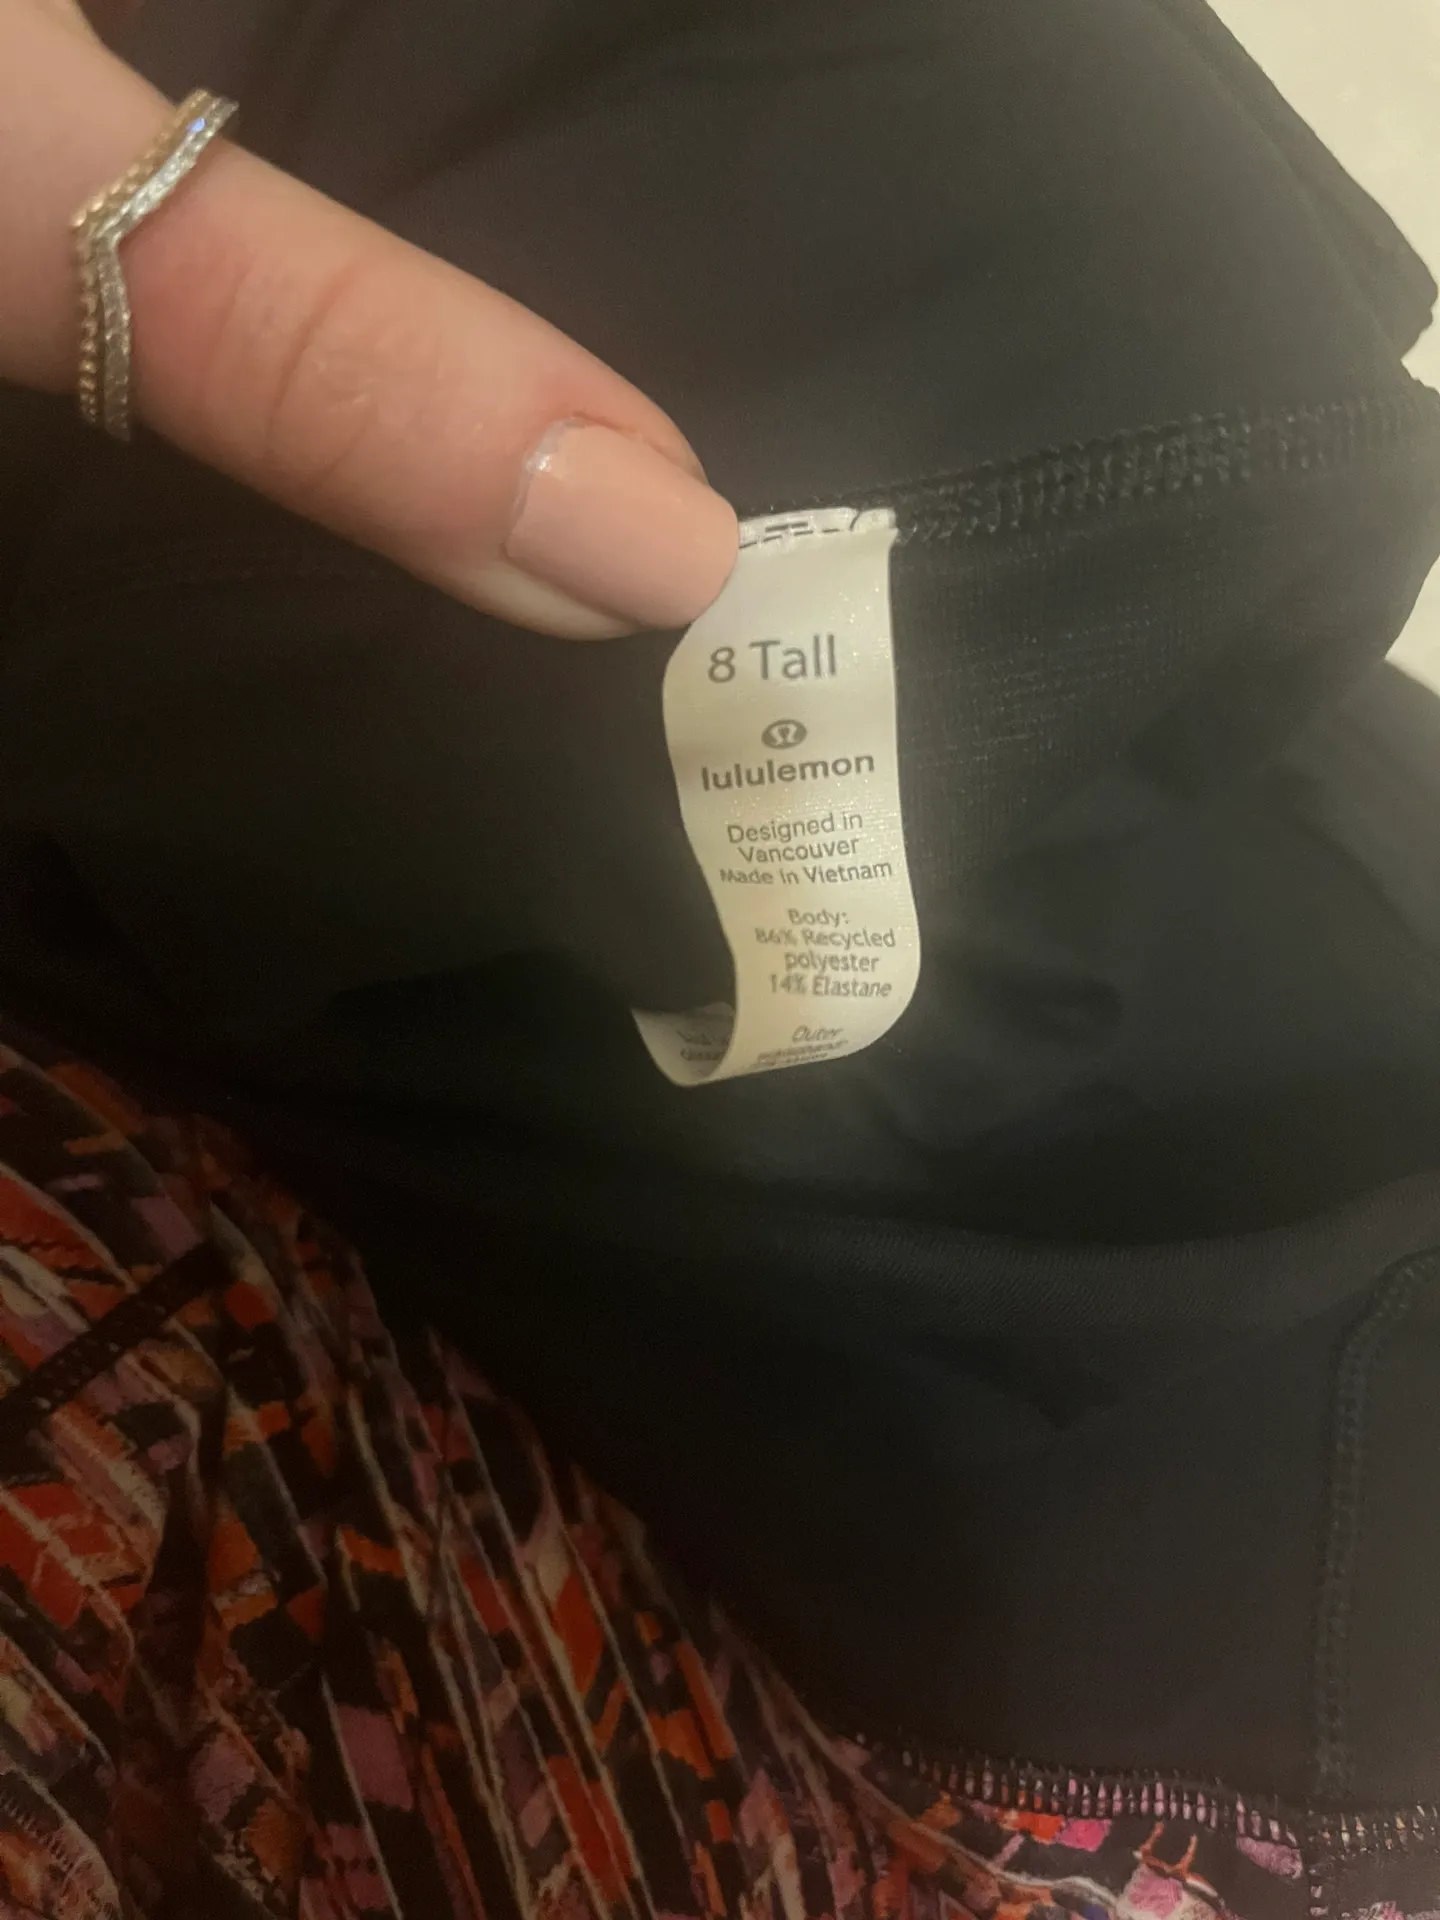 8 Tall
lululemon
Designed in
Vancouver
Made in Vietnam
Body:
86% Recycled
polyester
14% Elastane
Outer